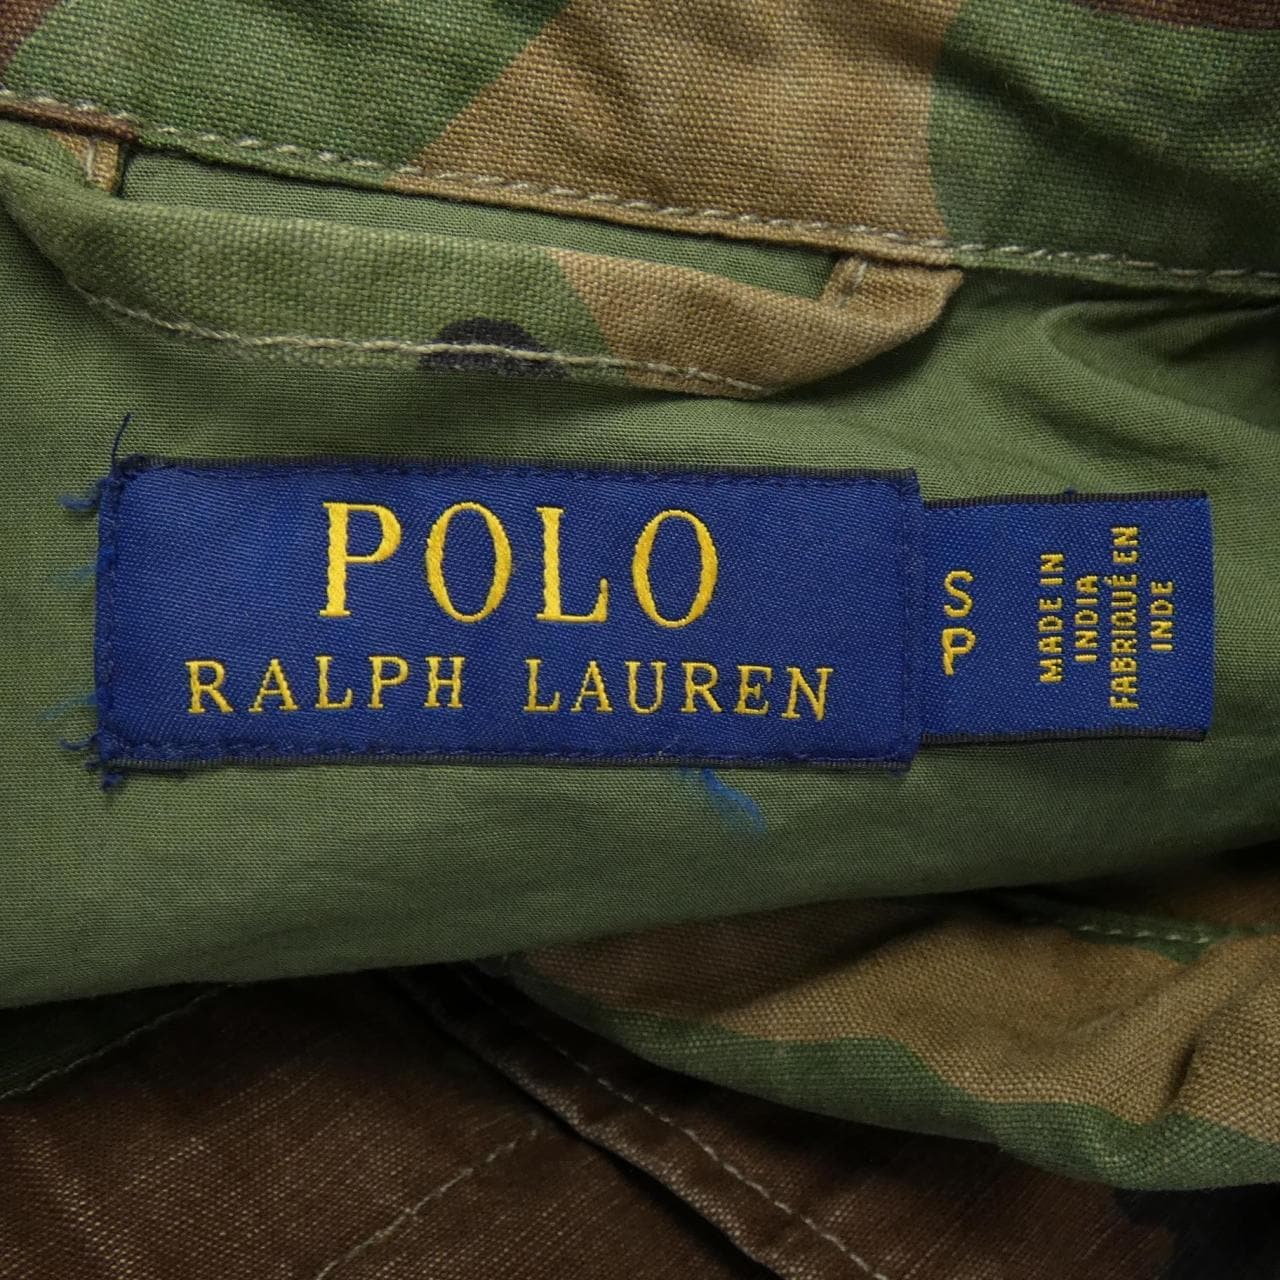 POLO
RALPH LAUREN
S
P
MADE IN
INDIA
FABRIQUÉ EN
INDE